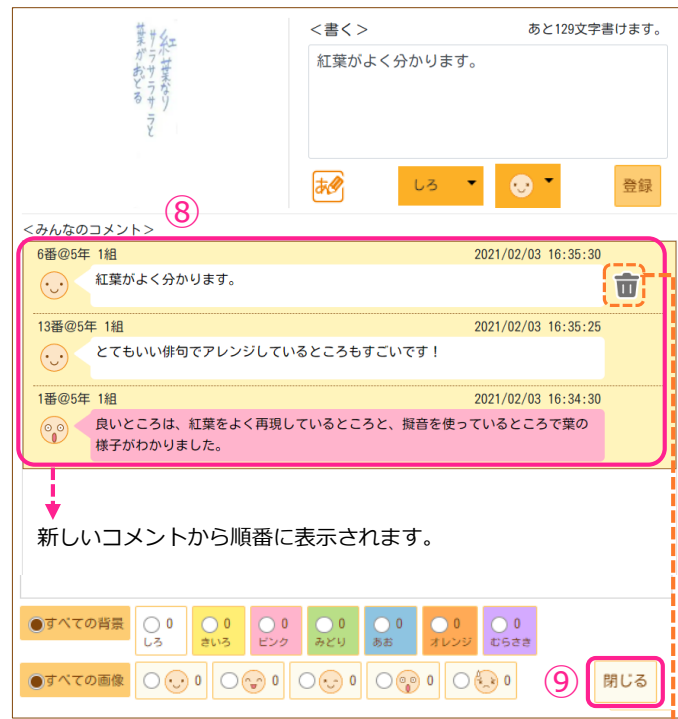 紅葉なり
サラサラサラと
葉がおどる
<書く>
あと129文字書けます。
紅葉がよく分かります。
あ
しろ
登録
⑧
<みんなのコメント>
6番@5年 1組
2021/02/03 16:35:30
紅葉がよく分かります。
13番@5年 1組
2021/02/03 16:35:25
とてもいい俳句でアレンジしているところもすごいです！
1番@5年 1組
2021/02/03 16:34:30
良いところは、紅葉をよく再現しているところと、擬音を使っているところで葉の
様子がわかりました。
新しいコメントから順番に表示されます。
すべての背景
0
しろ
0
きいろ
0
ピンク
0
みどり
0
あお
0
オレンジ
0
むらさき
すべての画像
0
0
0
0
0
⑨
閉じる